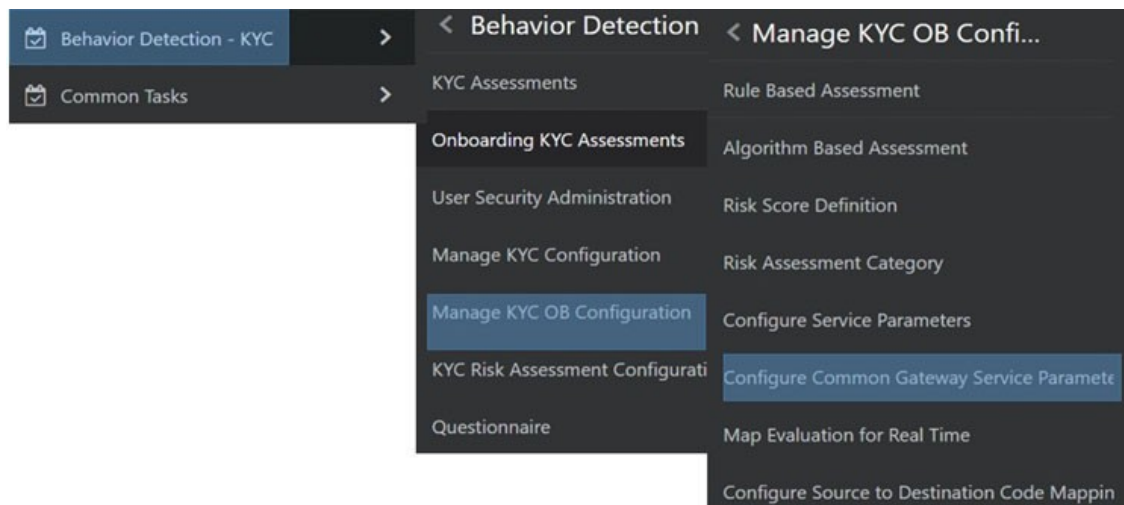 Behavior Detection - KYC
Common Tasks
Behavior Detection
KYC Assessments
Onboarding KYC Assessments
User Security Administration
Manage KYC Configuration
Manage KYC OB Configuration
KYC Risk Assessment Configurati
Questionnaire
Manage KYC OB Confi...
Rule Based Assessment
Algorithm Based Assessment
Risk Score Definition
Risk Assessment Category
Configure Service Parameters
Configure Common Gateway Service Paramete
Map Evaluation for Real Time
Configure Source to Destination Code Mappin